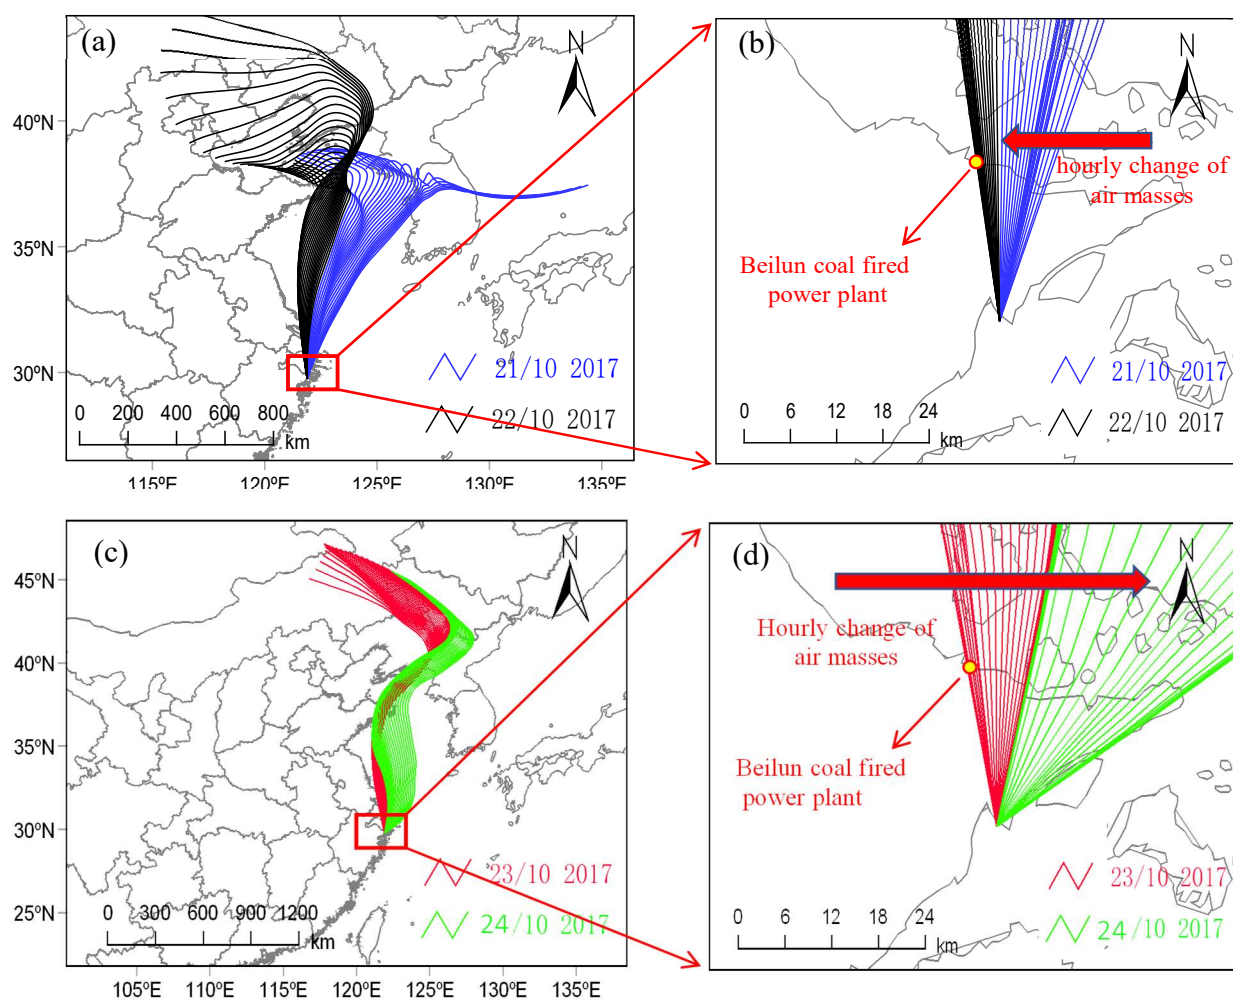 (a)
N
40ºN
35ºN
30ºN
21/10 2017
22/10 2017
0 200 400 600 800
km
115ºE 120ºE 125ºE 130ºE 135ºE
(b)
N
hourly change of
air masses
Beilun coal fired
power plant
21/10 2017
22/10 2017
0 6 12 18 24
km
(c)
N
45ºN
40ºN
35ºN
30ºN
25ºN
23/10 2017
24/10 2017
0 300 600 900 1200
km
105ºE 110ºE 115ºE 120ºE 125ºE 130ºE 135ºE
(d)
N
Hourly change of
air masses
Beilun coal fired
power plant
23/10 2017
24/10 2017
0 6 12 18 24
km